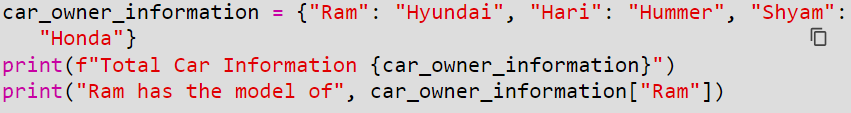 car_owner_information = {"Ram": "Hyundai", "Hari": "Hummer", "Shyam":
"Honda"}
print(f"Total Car Information {car_owner_information}")
print("Ram has the model of", car_owner_information["Ram"])